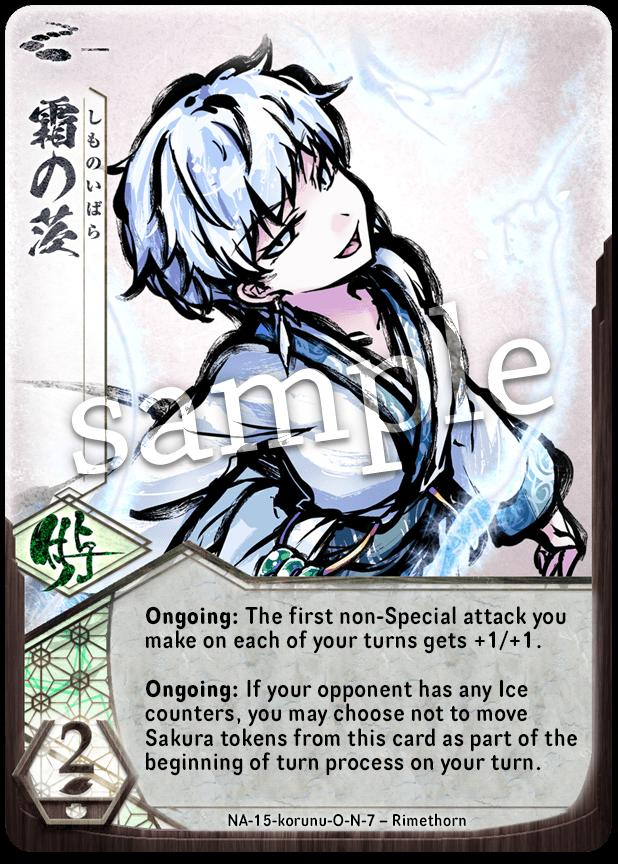 霜の茨
しものいばら
sample
付
Ongoing: The first non-Special attack you
make on each of your turns gets +1/+1.
Ongoing: If your opponent has any Ice
counters, you may choose not to move
Sakura tokens from this card as part of the
beginning of turn process on your turn.
2
NA-15-korunu-O-N-7 – Rimethorn